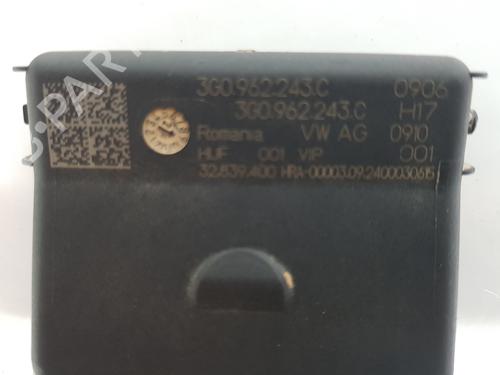 3G0.962.243.C 0906
3G0.962.243.C H17
Romania VW AG 0910
HUF 001 VIP 001
32.839.400 HRA-00003.09.2400030615
B-PARTS